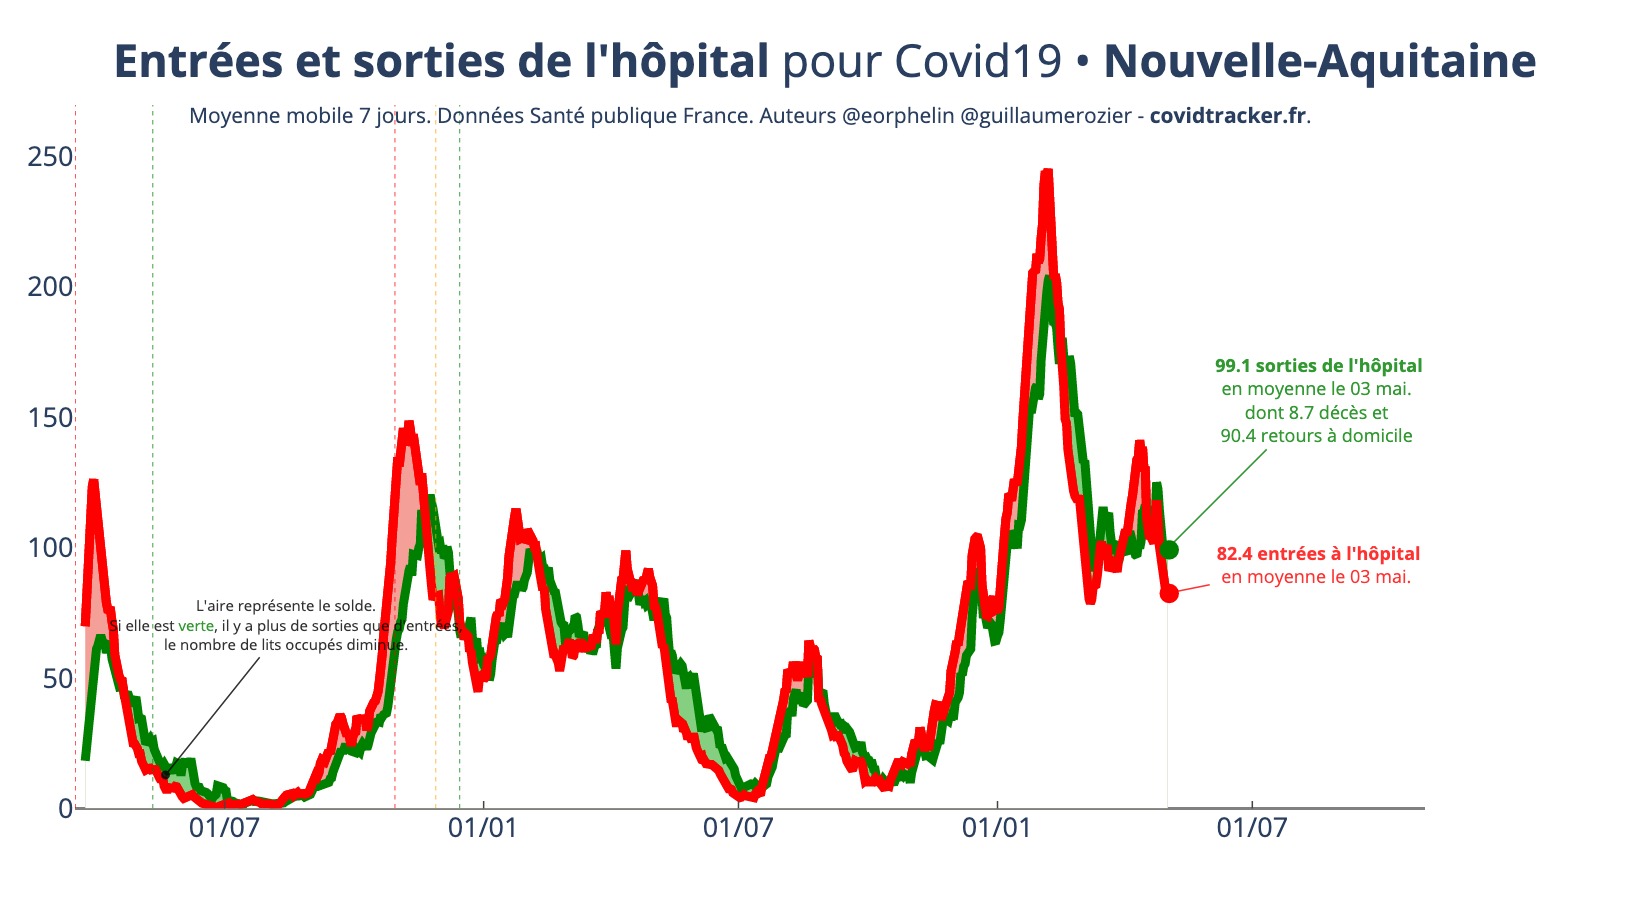 Entrées et sorties de l'hôpital pour Covid19 • Nouvelle-Aquitaine
Moyenne mobile 7 jours. Données Santé publique France. Auteurs @eorphelin @guillaumerozier - covidtracker.fr.
250
200
150
100
50
0
99.1 sorties de l'hôpital
en moyenne le 03 mai.
dont 8.7 décès et
90.4 retours à domicile
82.4 entrées à l'hôpital
en moyenne le 03 mai.
L'aire représente le solde.
Si elle est verte, il y a plus de sorties que d'entrées,
le nombre de lits occupés diminue.
01/07
01/01
01/07
01/01
01/07